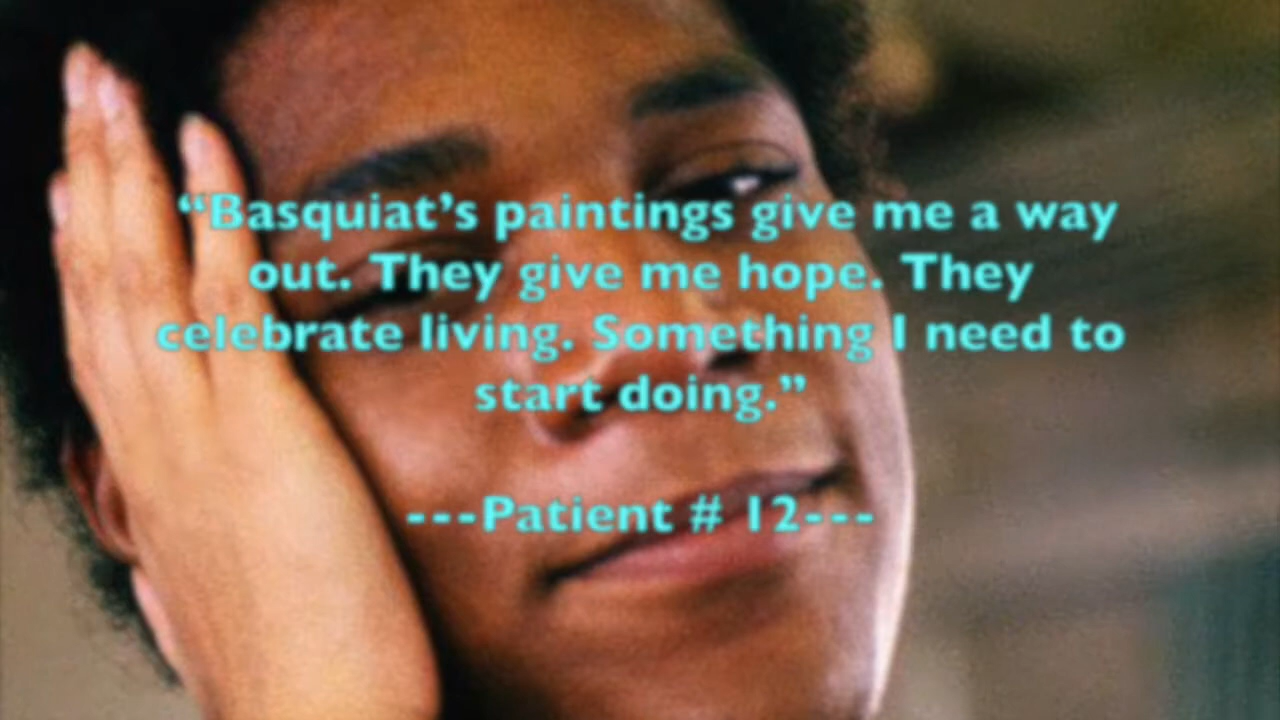 “Basquiat’s paintings give me a way
out. They give me hope. They
celebrate living. Something I need to
start doing.”
---Patient # 12---